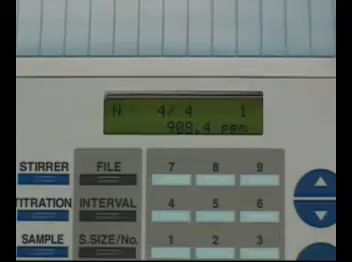 N 4/ 4 1
908.4 ppm
STIRRER FILE 7 8 9
TITRATION INTERVAL 4 5 6
SAMPLE S.SIZE/No. 1 2 3